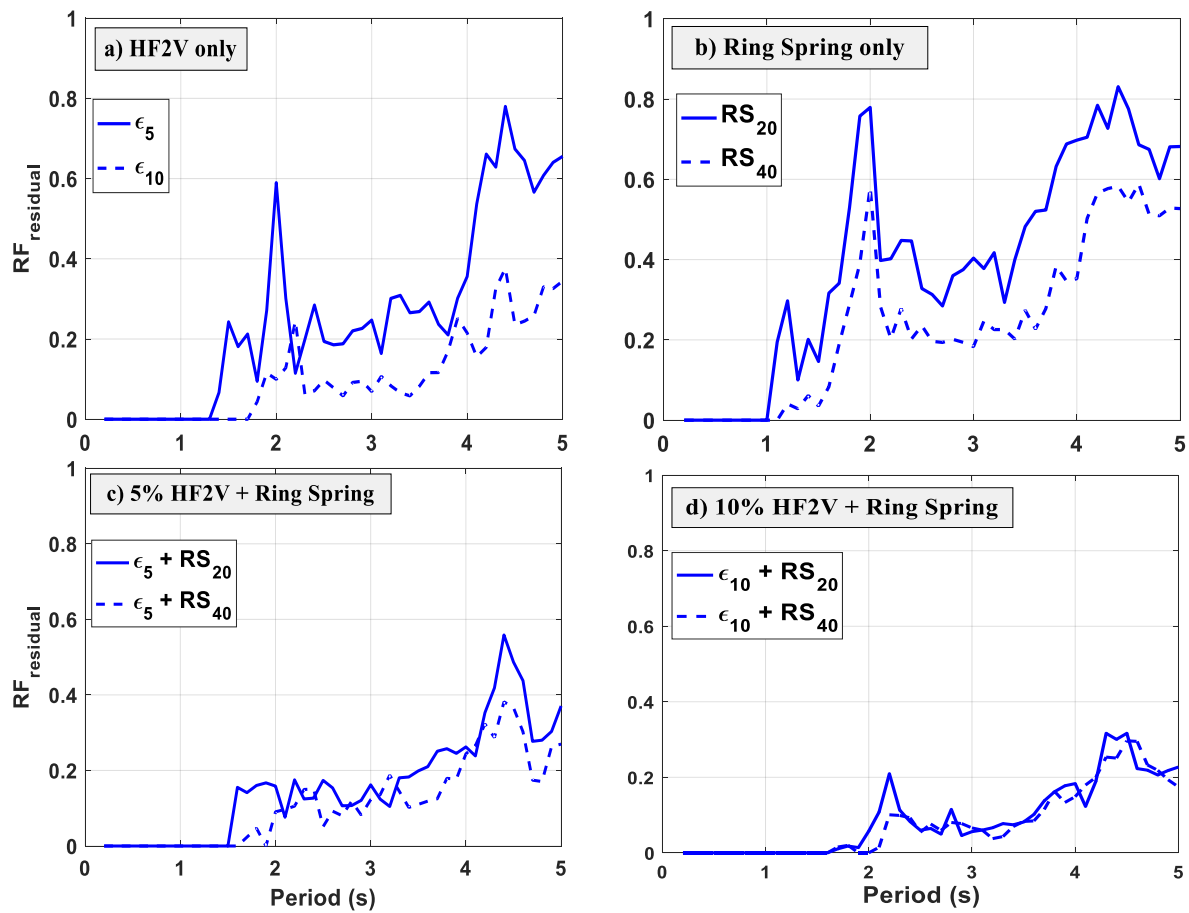 a) HF2V only
ϵ5
ϵ10
RFresidual
1
0.8
0.6
0.4
0.2
0
0 1 2 3 4 5
b) Ring Spring only
RS20
RS40
1
0.8
0.6
0.4
0.2
0
0 1 2 3 4 5
c) 5% HF2V + Ring Spring
ϵ5 + RS20
ϵ5 + RS40
RFresidual
1
0.8
0.6
0.4
0.2
0
0 1 2 3 4 5
Period (s)
d) 10% HF2V + Ring Spring
ϵ10 + RS20
ϵ10 + RS40
1
0.8
0.6
0.4
0.2
0
0 1 2 3 4 5
Period (s)